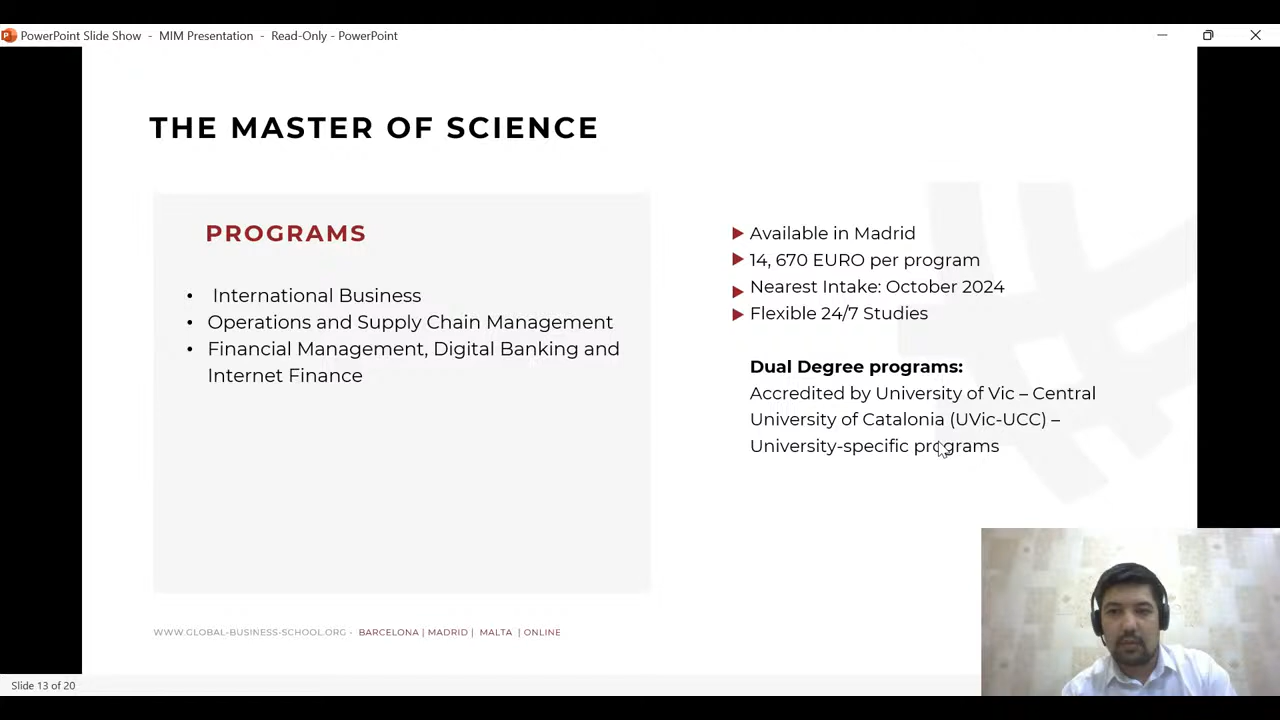 PowerPoint Slide Show - MIM Presentation - Read-Only - PowerPoint
THE MASTER OF SCIENCE
PROGRAMS
• International Business
• Operations and Supply Chain Management
• Financial Management, Digital Banking and
Internet Finance
Available in Madrid
14, 670 EURO per program
Nearest Intake: October 2024
Flexible 24/7 Studies
Dual Degree programs:
Accredited by University of Vic – Central
University of Catalonia (UVic-UCC) –
University-specific programs
WWW.GLOBAL-BUSINESS-SCHOOL.ORG - BARCELONA | MADRID | MALTA | ONLINE
Slide 13 of 20